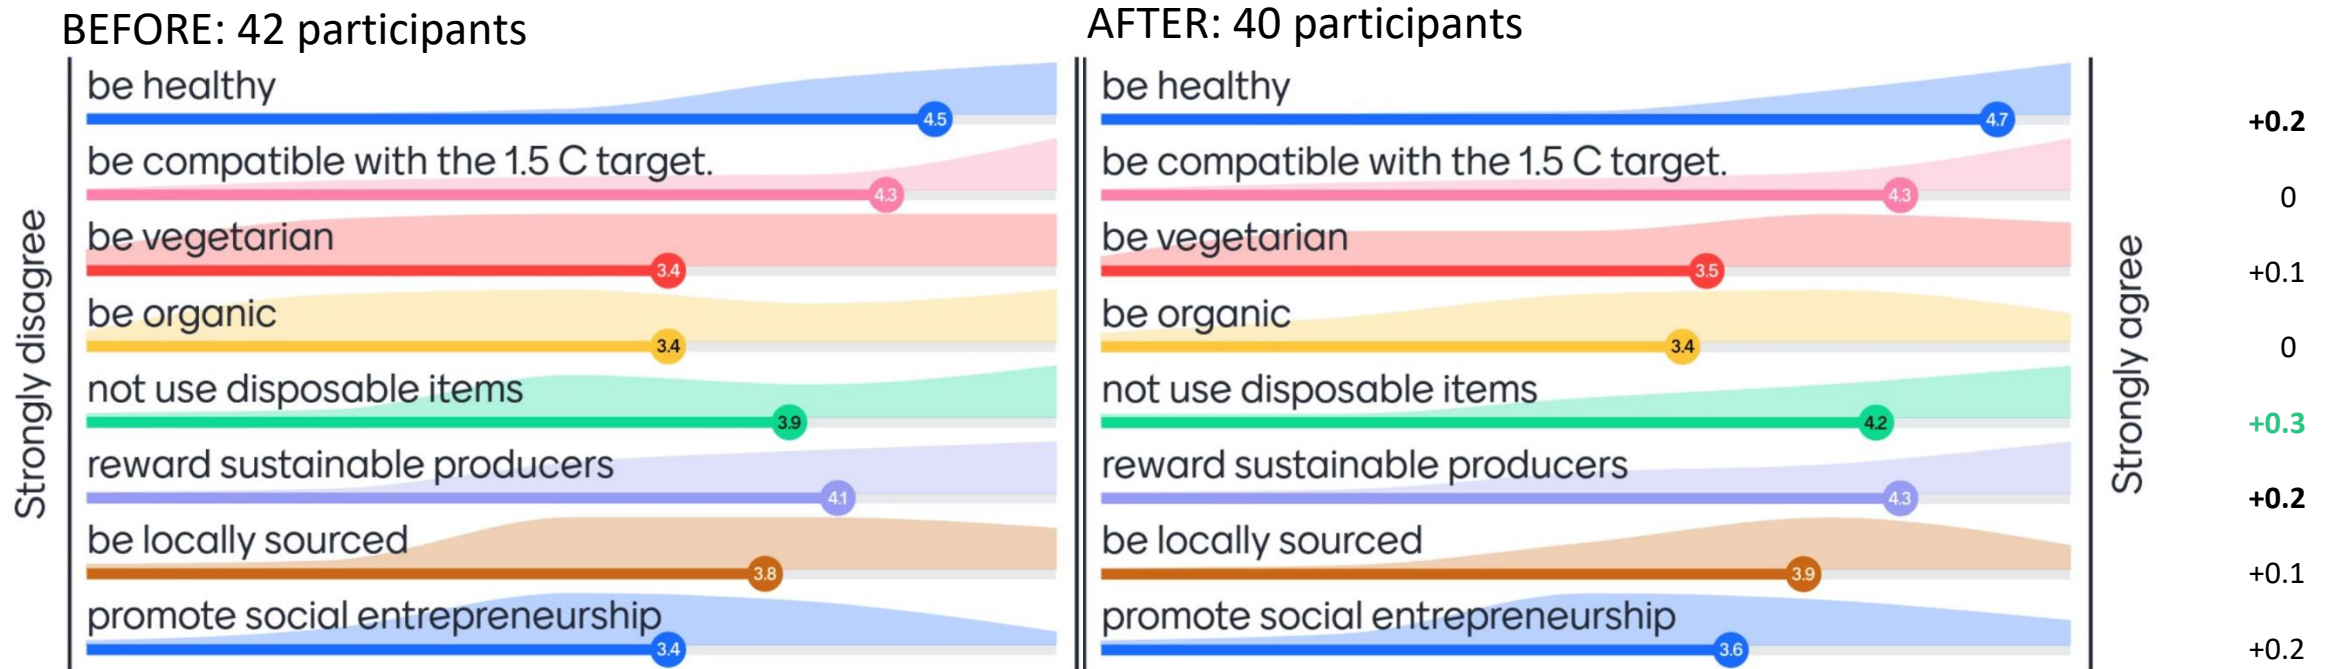 BEFORE: 42 participants
AFTER: 40 participants
Strongly disagree
be healthy
4.5
be compatible with the 1.5 C target.
4.3
be vegetarian
3.4
be organic
3.4
not use disposable items
3.9
reward sustainable producers
4.1
be locally sourced
3.8
promote social entrepreneurship
3.4
be healthy
4.7
be compatible with the 1.5 C target.
4.3
be vegetarian
3.5
be organic
3.4
not use disposable items
4.2
reward sustainable producers
4.3
be locally sourced
3.9
promote social entrepreneurship
3.6
Strongly agree
+0.2
0
+0.1
0
+0.3
+0.2
+0.1
+0.2